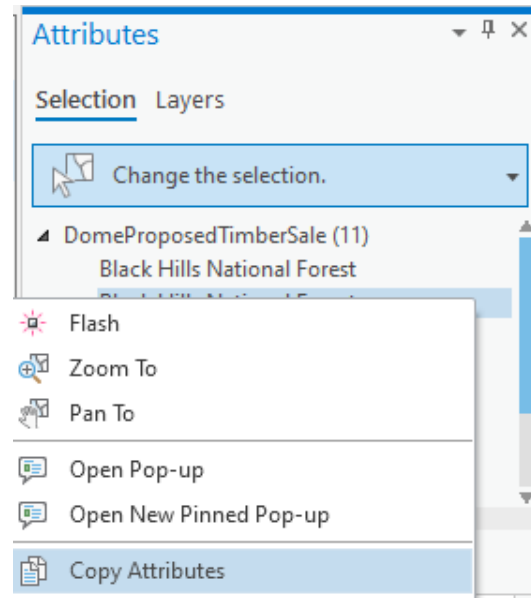 Attributes
Selection Layers
Change the selection.
DomeProposedTimberSale (11)
Black Hills National Forest
Flash
Zoom To
Pan To
Open Pop-up
Open New Pinned Pop-up
Copy Attributes